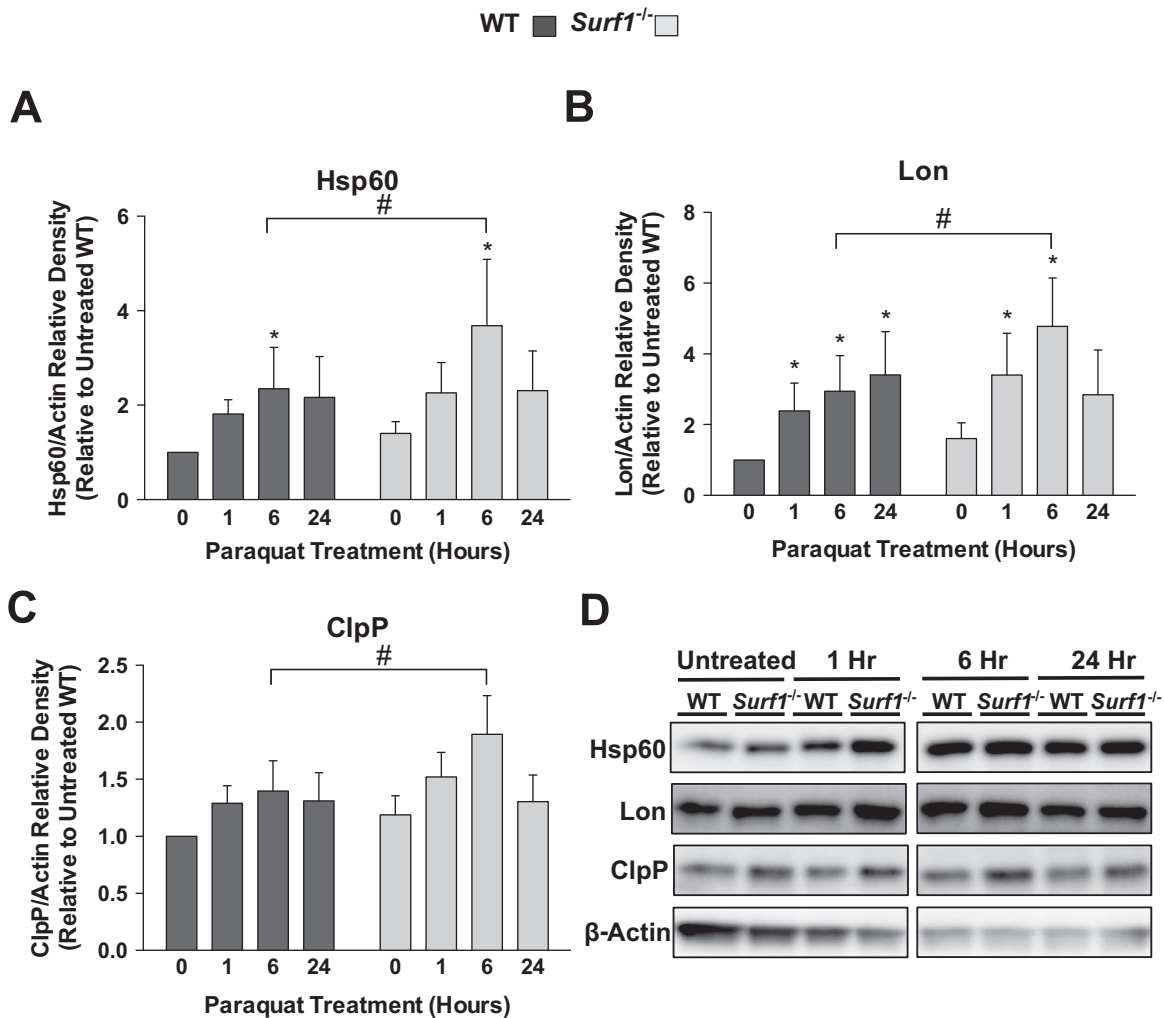 WT Surf1-/-
A
Hsp60
Hsp60/Actin Relative Density
(Relative to Untreated WT)
6
4
2
0
#
*
*
0 1 6 24 0 1 6 24
Paraquat Treatment (Hours)
B
Lon
Lon/Actin Relative Density
(Relative to Untreated WT)
8
6
4
2
0
#
* * * * *
0 1 6 24 0 1 6 24
Paraquat Treatment (Hours)
C
ClpP
ClpP/Actin Relative Density
(Relative to Untreated WT)
2.5
2.0
1.5
1.0
0.5
0.0
#
0 1 6 24 0 1 6 24
Paraquat Treatment (Hours)
D
Untreated 1 Hr 6 Hr 24 Hr
WT Surf1-/- WT Surf1-/- WT Surf1-/- WT Surf1-/-
Hsp60
Lon
ClpP
β-Actin